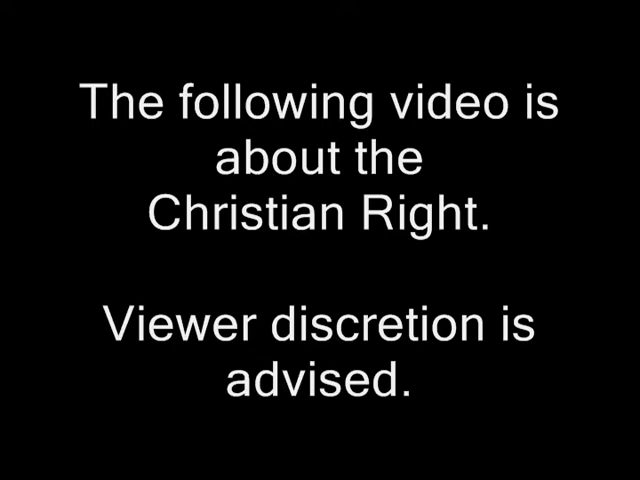 The following video is
about the
Christian Right.
Viewer discretion is
advised.